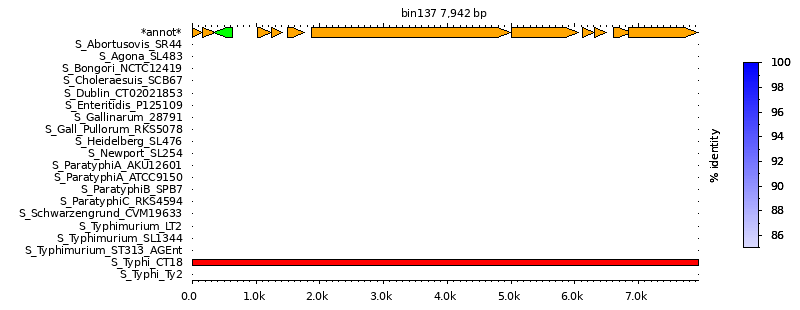 bin137 7,942 bp
*annot*
S_Abortusovis_SR44
S_Agona_SL483
S_Bongori_NCTC12419
S_Choleraesuis_SCB67
S_Dublin_CT02021853
S_Enteritidis_P125109
S_Gallinarum_28791
S_Gall_Pullorum_RKS5078
S_Heidelberg_SL476
S_Newport_SL254
S_ParatyphiA_AKU12601
S_ParatyphiA_ATCC9150
S_ParatyphiB_SPB7
S_ParatyphiC_RKS4594
S_Schwarzengrund_CVM19633
S_Typhimurium_LT2
S_Typhimurium_SL1344
S_Typhimurium_ST313_AGEnt
S_Typhi_CT18
S_Typhi_Ty2
0.0 1.0k 2.0k 3.0k 4.0k 5.0k 6.0k 7.0k
% identity
100
98
96
94
92
90
88
86